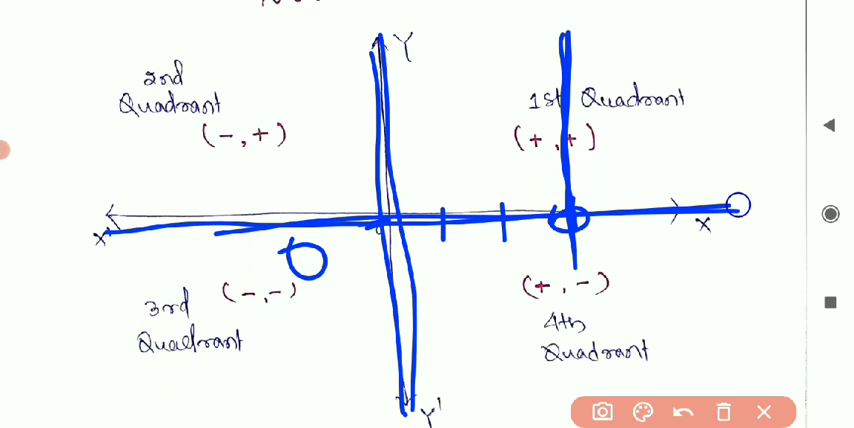 Y
2nd
Quadrant
(-,+)
1st Quadrant
(+,+)
X'
X
O
(-,-)
3rd
Quadrant
(+,-)
4th
Quadrant
Y'